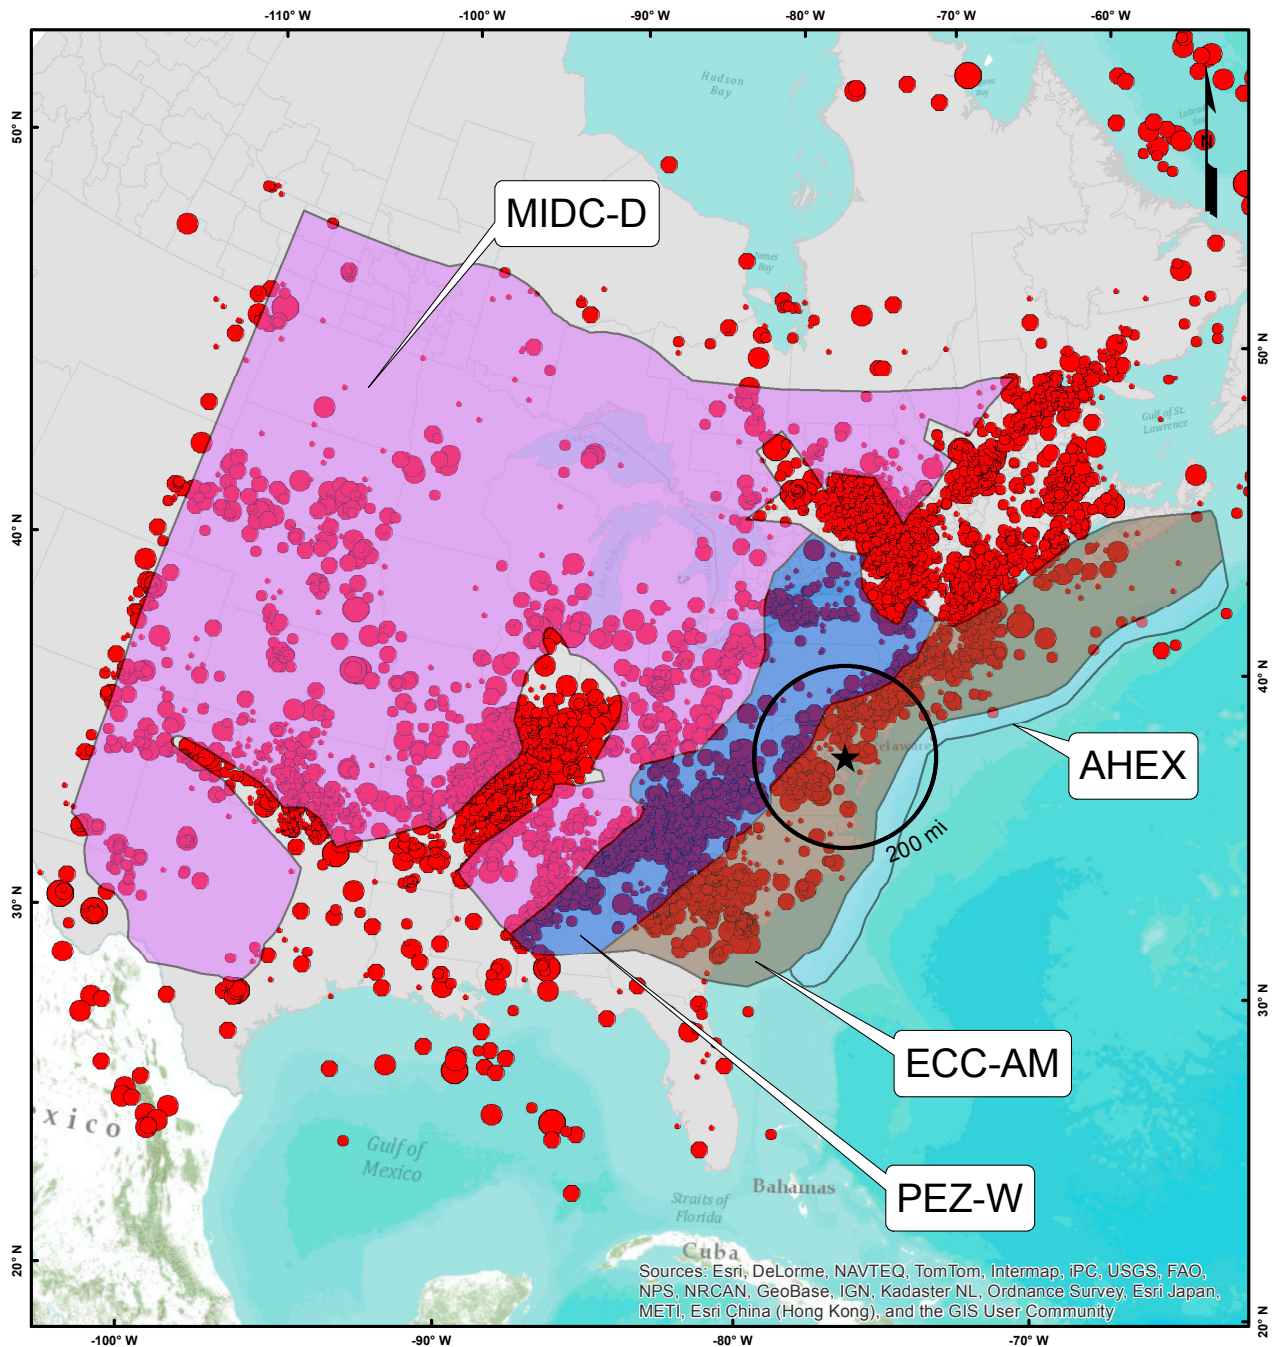 -110° W
-100° W
-90° W
-80° W
-70° W
-60° W
50° N
40° N
30° N
20° N
50° N
40° N
30° N
20° N
-100° W
-90° W
-80° W
-70° W
Hudson
Bay
Bay
N
MIDC-D
James
Bay
Gulf of St.
Lawrence
elaware
AHEX
200 mi
ECC-AM
PEZ-W
exico
Gulf of
Mexico
Bahamas
Straits of
Florida
Cuba
Sources: Esri, DeLorme, NAVTEQ, TomTom, Intermap, iPC, USGS, FAO,
NPS, NRCAN, GeoBase, IGN, Kadaster NL, Ordnance Survey, Esri Japan,
METI, Esri China (Hong Kong), and the GIS User Community